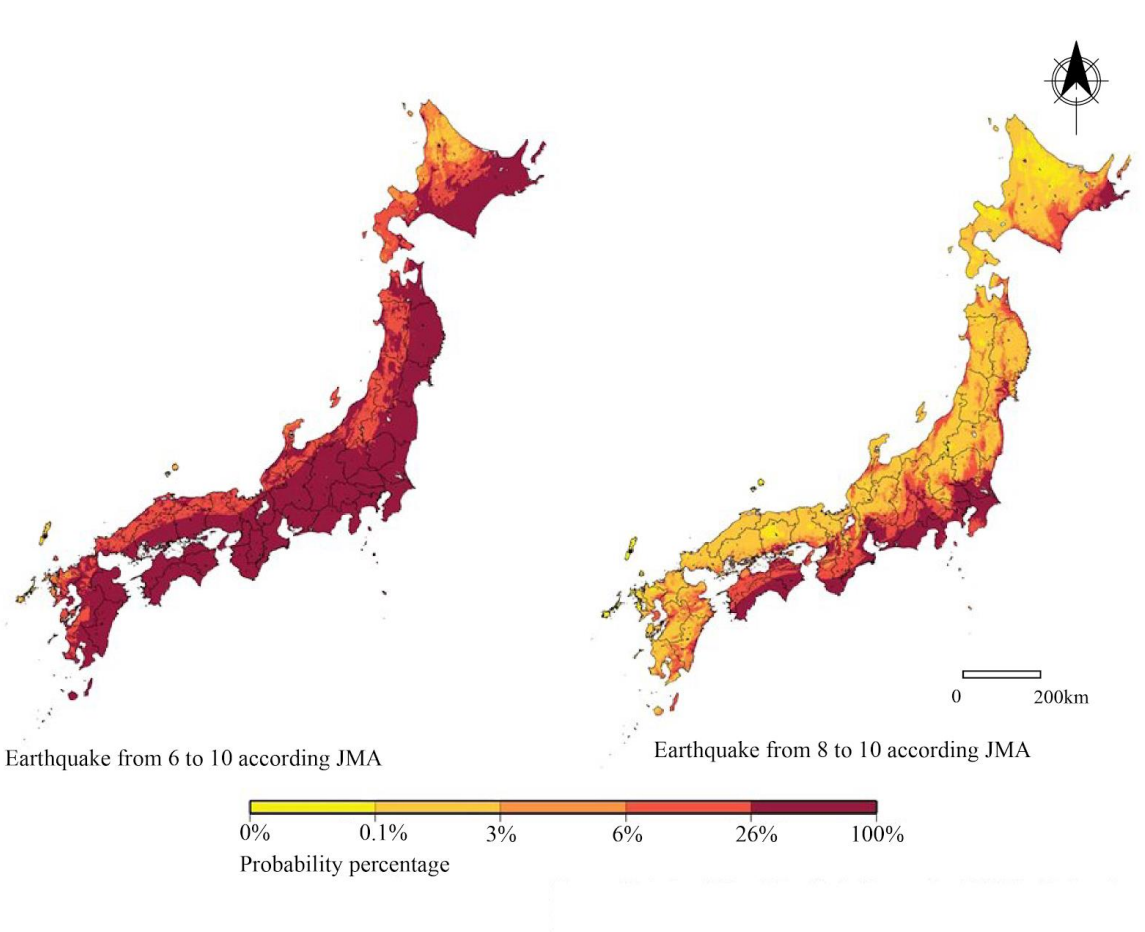 0
200km
Earthquake from 6 to 10 according JMA
Earthquake from 8 to 10 according JMA
0%
0.1%
3%
6%
26%
100%
Probability percentage